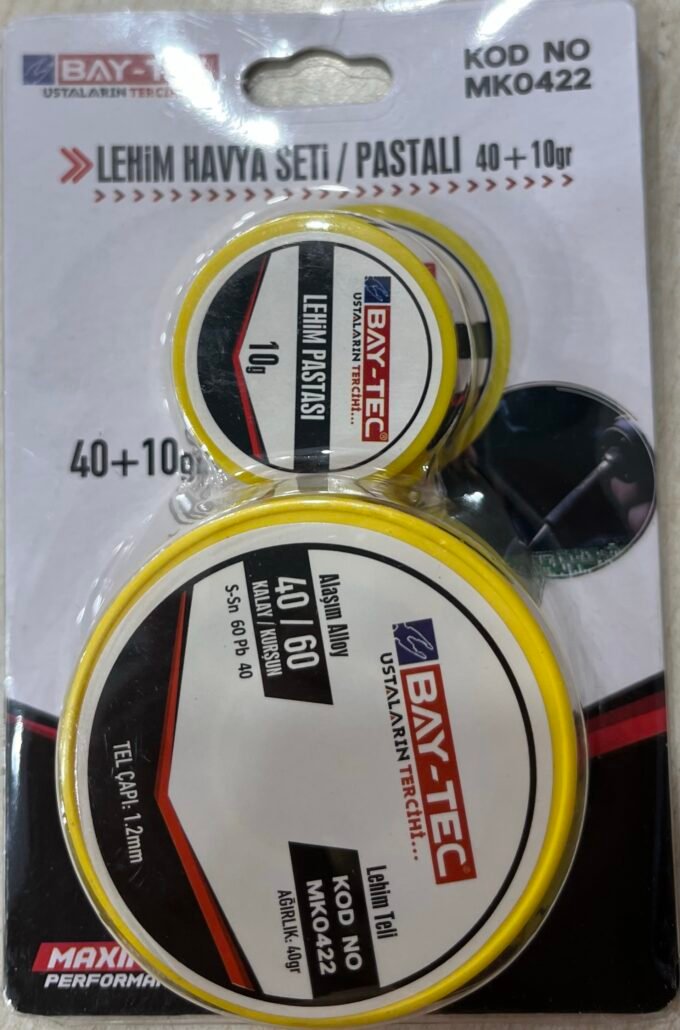 BAY-TEC
USTALARIN TERCİHİ
KOD NO
MK0422
LEHİM HAVYA SETİ / PASTALI 40+10gr
BAY-TEC®
USTALARIN TERCİHİ...
LEHİM PASTASI
10g
40+10gr
BAY-TEC®
USTALARIN TERCİHİ...
Alaşım Alloy
40 / 60
KALAY / KURŞUN
S-Sn 60 Pb 40
TEL ÇAPI: 1.2mm
Lehim Teli
KOD NO
MK0422
AĞIRLIK: 40gr